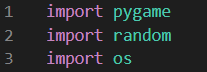 1 import pygame
2 import random
3 import os